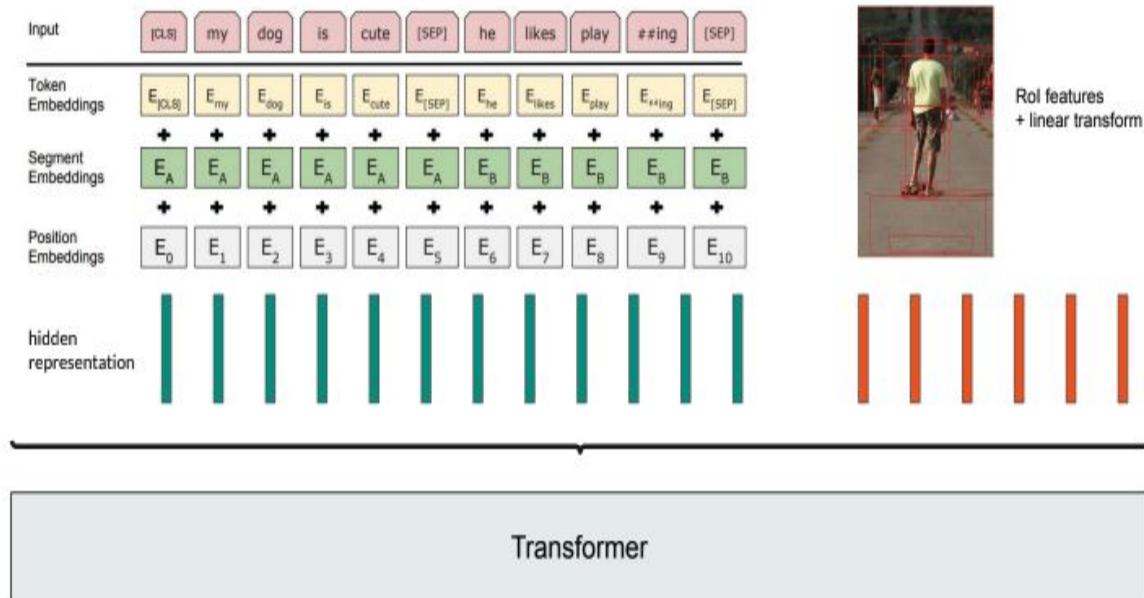 Input [CLS] my dog is cute [SEP] he likes play ##ing [SEP]
Token Embeddings E[CLS] Emy Edog Eis Ecute E[SEP] Ehe Elikes Eplay E##ing E[SEP]
+ + + + + + + + + + +
Segment Embeddings EA EA EA EA EA EA EB EB EB EB EB
+ + + + + + + + + + +
Position Embeddings E0 E1 E2 E3 E4 E5 E6 E7 E8 E9 E10
RoI features
+ linear transform
hidden
representation
Transformer